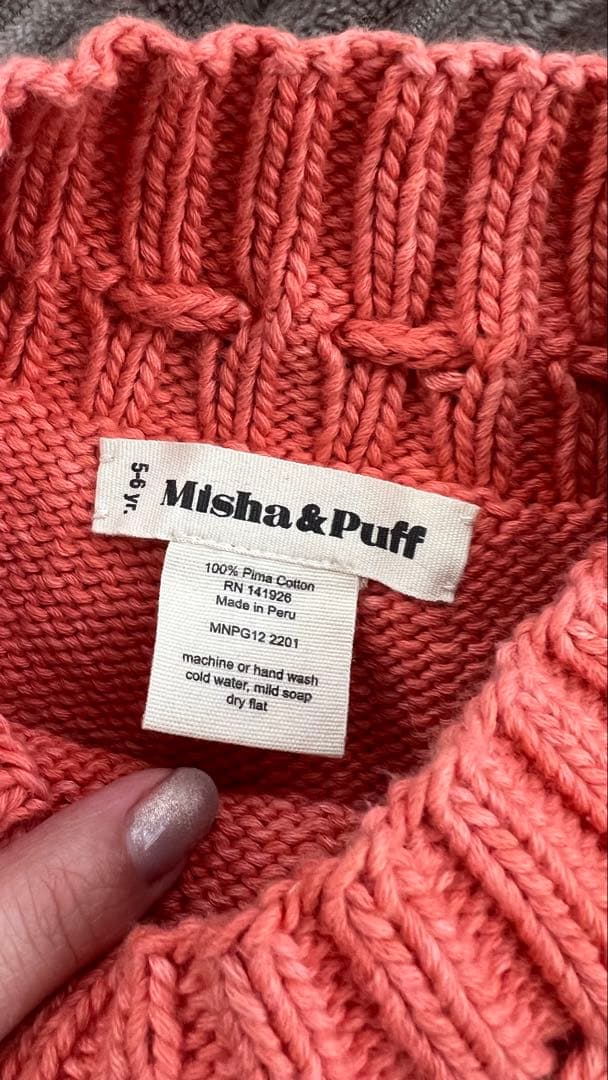 5-6 yr.
Misha & Puff
100% Pima Cotton
RN 141926
Made in Peru
MNPG12 2201
machine or hand wash
cold water, mild soap
dry flat